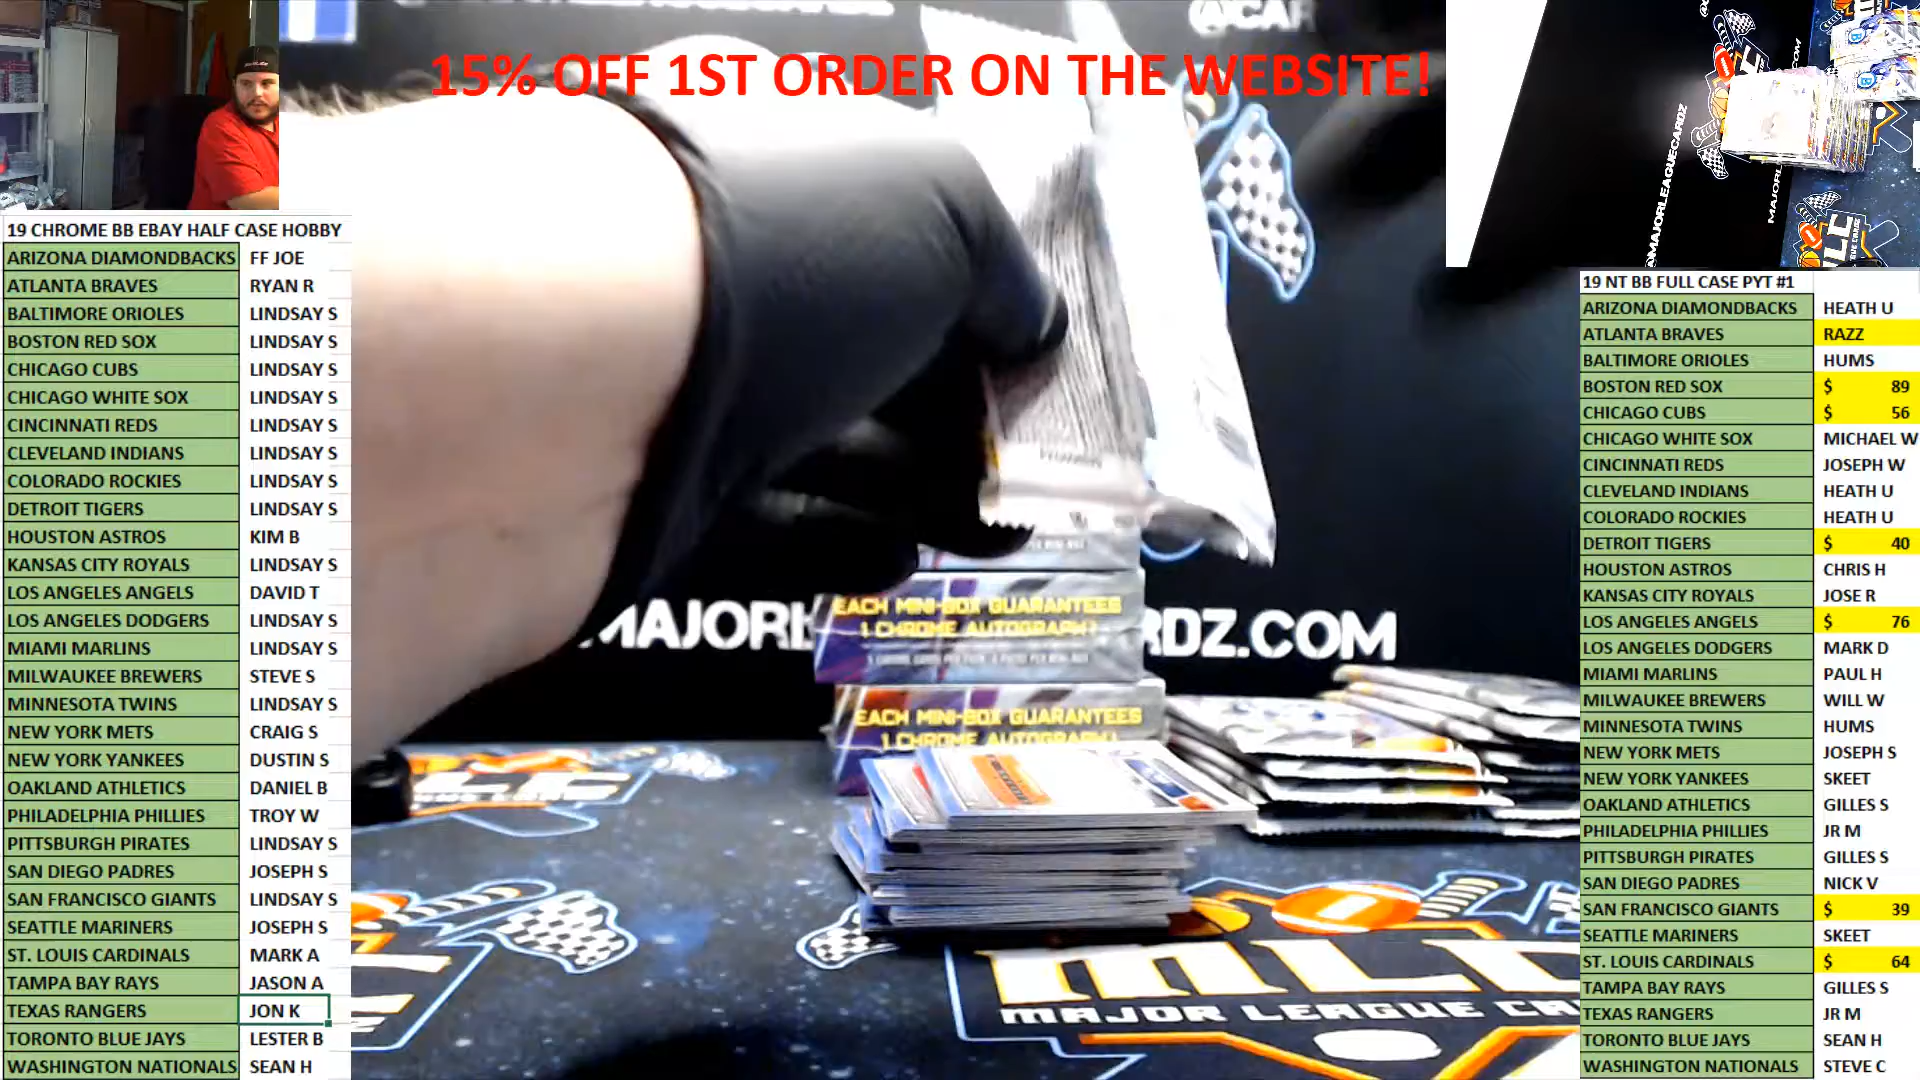 15% OFF 1ST ORDER ON THE WEBSITE!
19 CHROME BB EBAY HALF CASE HOBBY
ARIZONA DIAMONDBACKS FF JOE
ATLANTA BRAVES RYAN R
BALTIMORE ORIOLES LINDSAY S
BOSTON RED SOX LINDSAY S
CHICAGO CUBS LINDSAY S
CHICAGO WHITE SOX LINDSAY S
CINCINNATI REDS LINDSAY S
CLEVELAND INDIANS LINDSAY S
COLORADO ROCKIES LINDSAY S
DETROIT TIGERS LINDSAY S
HOUSTON ASTROS KIM B
KANSAS CITY ROYALS LINDSAY S
LOS ANGELES ANGELS DAVID T
LOS ANGELES DODGERS LINDSAY S
MIAMI MARLINS LINDSAY S
MILWAUKEE BREWERS STEVE S
MINNESOTA TWINS LINDSAY S
NEW YORK METS CRAIG S
NEW YORK YANKEES DUSTIN S
OAKLAND ATHLETICS DANIEL B
PHILADELPHIA PHILLIES TROY W
PITTSBURGH PIRATES LINDSAY S
SAN DIEGO PADRES JOSEPH S
SAN FRANCISCO GIANTS LINDSAY S
SEATTLE MARINERS JOSEPH S
ST. LOUIS CARDINALS MARK A
TAMPA BAY RAYS JASON A
TEXAS RANGERS JON K
TORONTO BLUE JAYS LESTER B
WASHINGTON NATIONALS SEAN H
EACH MINI-BOX GUARANTEES
1 CHROME AUTOGRAPH!
EACH MINI-BOX GUARANTEES
1 CHROME AUTOGRAPH!
RDZ.COM
MAJOR LEAGUE CA
@MAJORLEAGUECARDZ
19 NT BB FULL CASE PYT #1
ARIZONA DIAMONDBACKS HEATH U
ATLANTA BRAVES RAZZ
BALTIMORE ORIOLES HUMS
BOSTON RED SOX $ 89
CHICAGO CUBS $ 56
CHICAGO WHITE SOX MICHAEL W
CINCINNATI REDS JOSEPH W
CLEVELAND INDIANS HEATH U
COLORADO ROCKIES HEATH U
DETROIT TIGERS $ 40
HOUSTON ASTROS CHRIS H
KANSAS CITY ROYALS JOSE R
LOS ANGELES ANGELS $ 76
LOS ANGELES DODGERS MARK D
MIAMI MARLINS PAUL H
MILWAUKEE BREWERS WILL W
MINNESOTA TWINS HUMS
NEW YORK METS JOSEPH S
NEW YORK YANKEES SKEET
OAKLAND ATHLETICS GILLES S
PHILADELPHIA PHILLIES JR M
PITTSBURGH PIRATES GILLES S
SAN DIEGO PADRES NICK V
SAN FRANCISCO GIANTS $ 39
SEATTLE MARINERS SKEET
ST. LOUIS CARDINALS $ 64
TAMPA BAY RAYS GILLES S
TEXAS RANGERS JR M
TORONTO BLUE JAYS SEAN H
WASHINGTON NATIONALS STEVE C